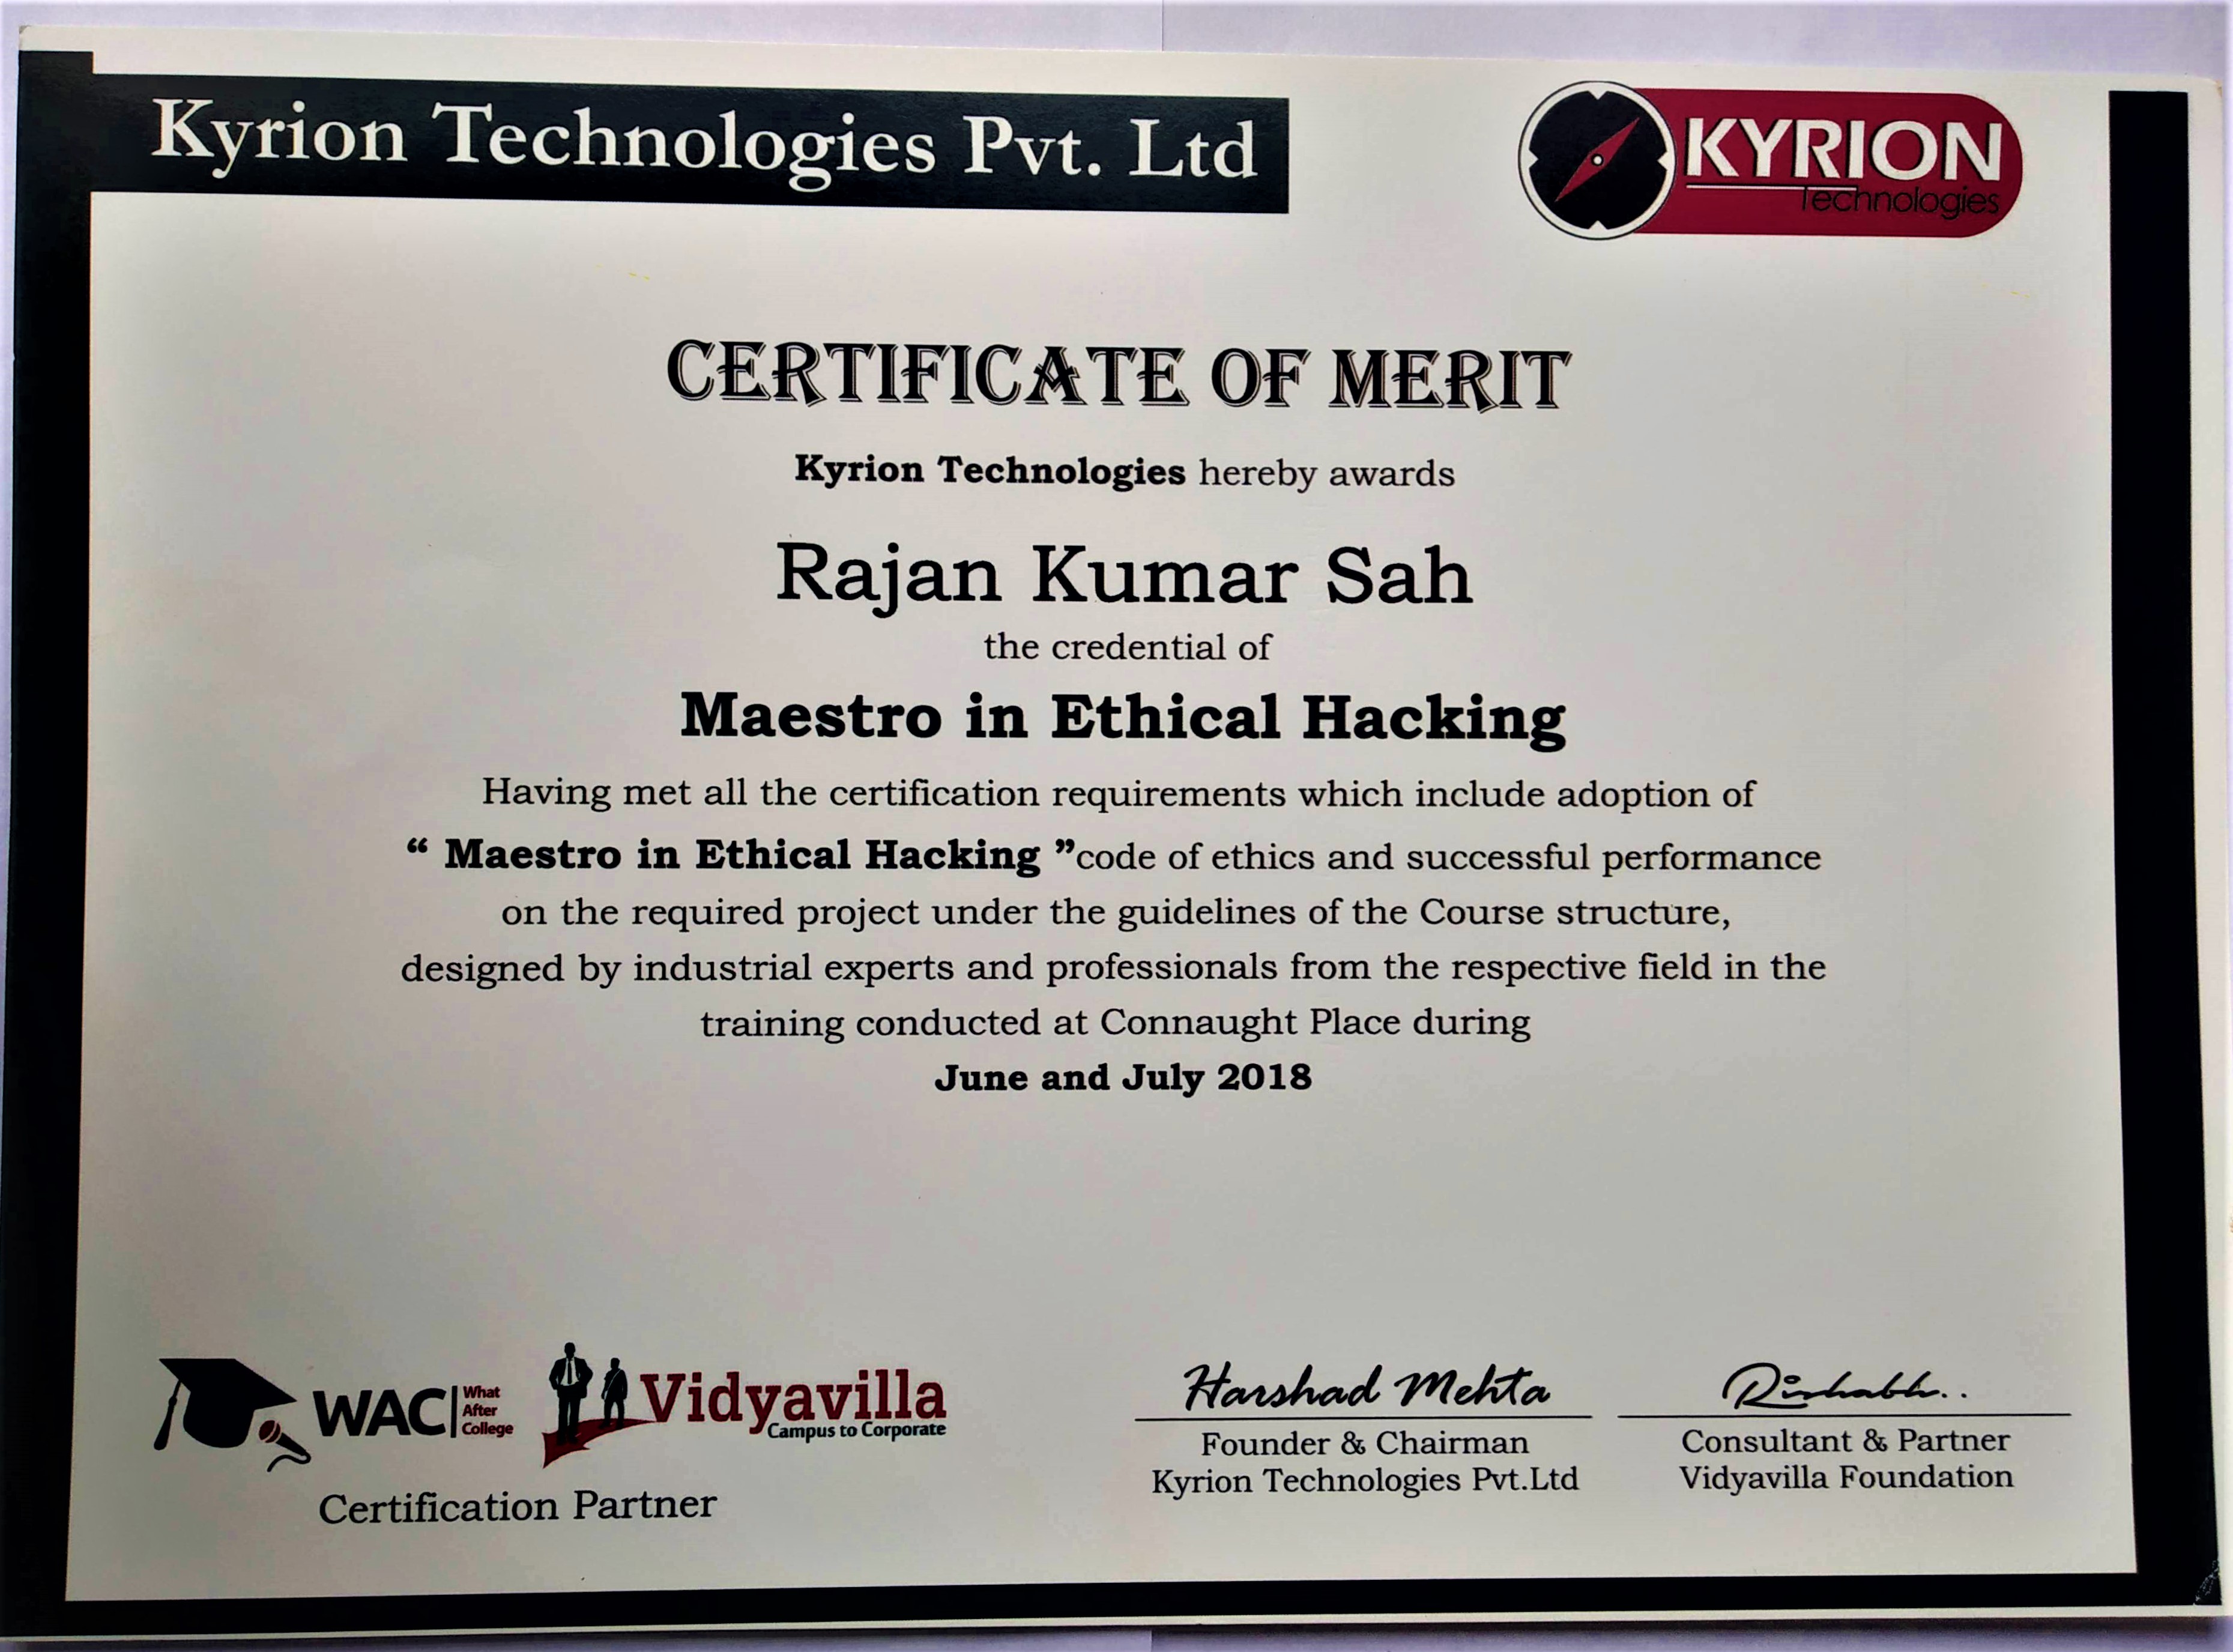 Kyrion Technologies Pvt. Ltd
KYRION
Technologies
CERTIFICATE OF MERIT
Kyrion Technologies hereby awards
Rajan Kumar Sah
the credential of
Maestro in Ethical Hacking
Having met all the certification requirements which include adoption of
“ Maestro in Ethical Hacking ”code of ethics and successful performance
on the required project under the guidelines of the Course structure,
designed by industrial experts and professionals from the respective field in the
training conducted at Connaught Place during
June and July 2018
WAC What
After
College
Vidyavilla
Campus to Corporate
Certification Partner
Harshad Mehta
Founder & Chairman
Kyrion Technologies Pvt.Ltd
Rishabh..
Consultant & Partner
Vidyavilla Foundation